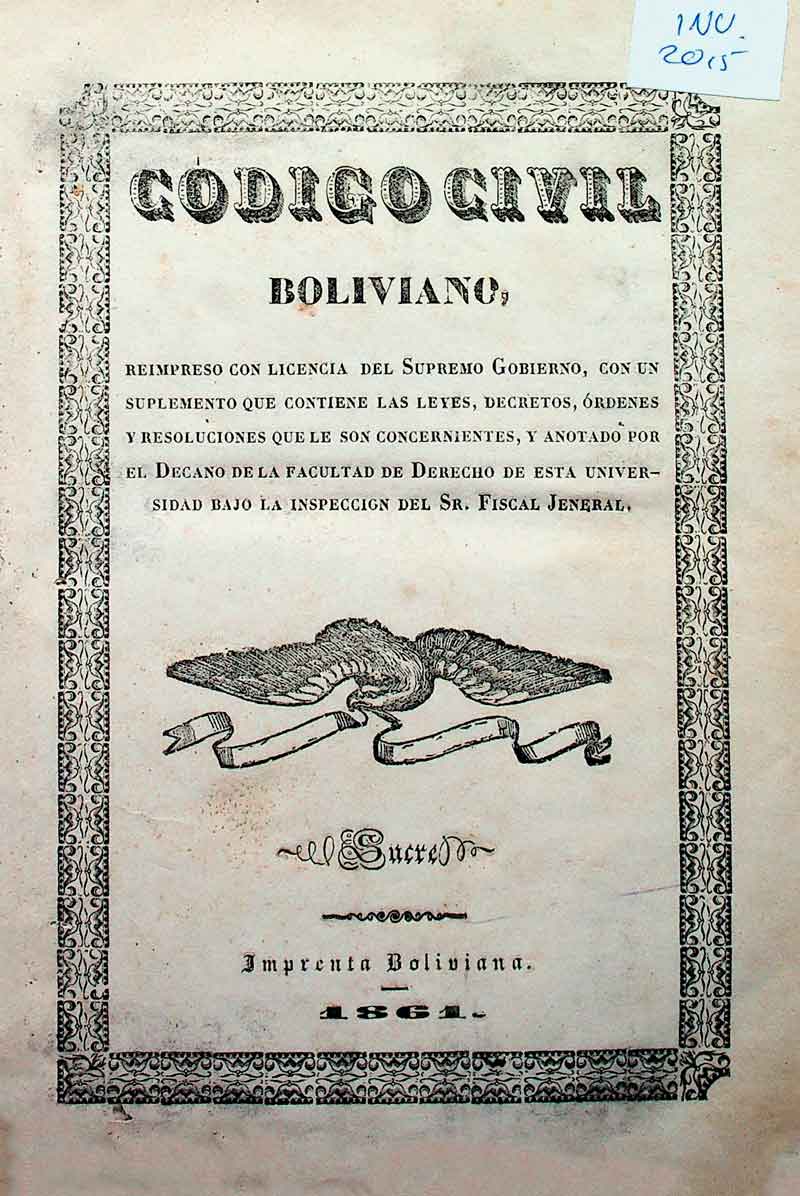 INV.
2015
CÓDIGO CIVIL
BOLIVIANO,
REIMPRESO CON LICENCIA DEL SUPREMO GOBIERNO, CON UN
SUPLEMENTO QUE CONTIENE LAS LEYES, DECRETOS, ÓRDENES
Y RESOLUCIONES QUE LE SON CONCERNIENTES, Y ANOTADO POR
EL DECANO DE LA FACULTAD DE DERECHO DE ESTA UNIVER-
SIDAD BAJO LA INSPECCION DEL SR. FISCAL JENERAL.
Sucre
Imprenta Boliviana.
1861.